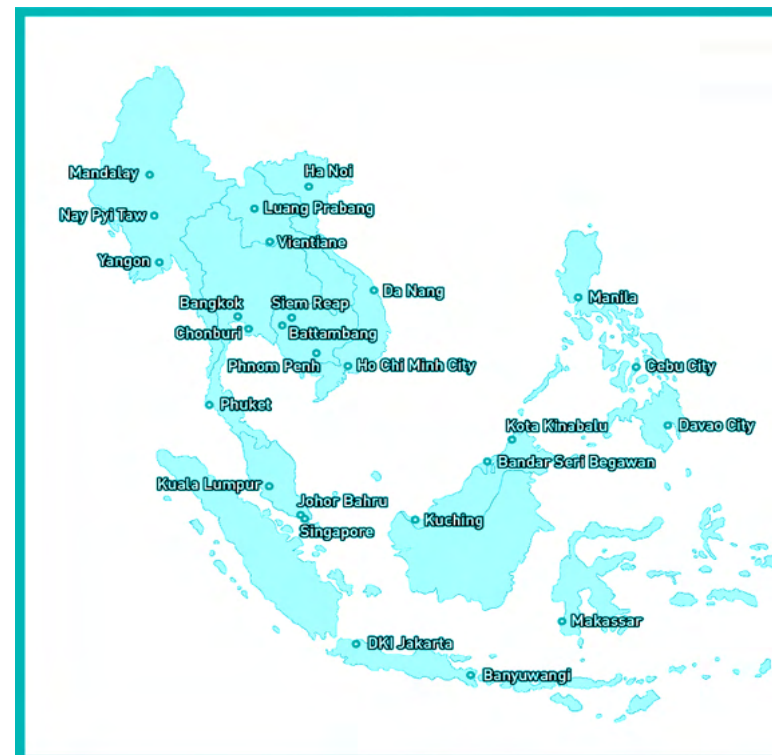 Ha Noi
Mandalay
Luang Prabang
Nay Pyi Taw
Vientiane
Yangon
Da Nang
Bangkok
Siem Reap
Manila
Chonburi
Battambang
Phnom Penh
Ho Chi Minh City
Cebu City
Phuket
Kota Kinabalu
Davao City
Bandar Seri Begawan
Kuala Lumpur
Johor Bahru
Kuching
Singapore
Makassar
DKI Jakarta
Banyuwangi